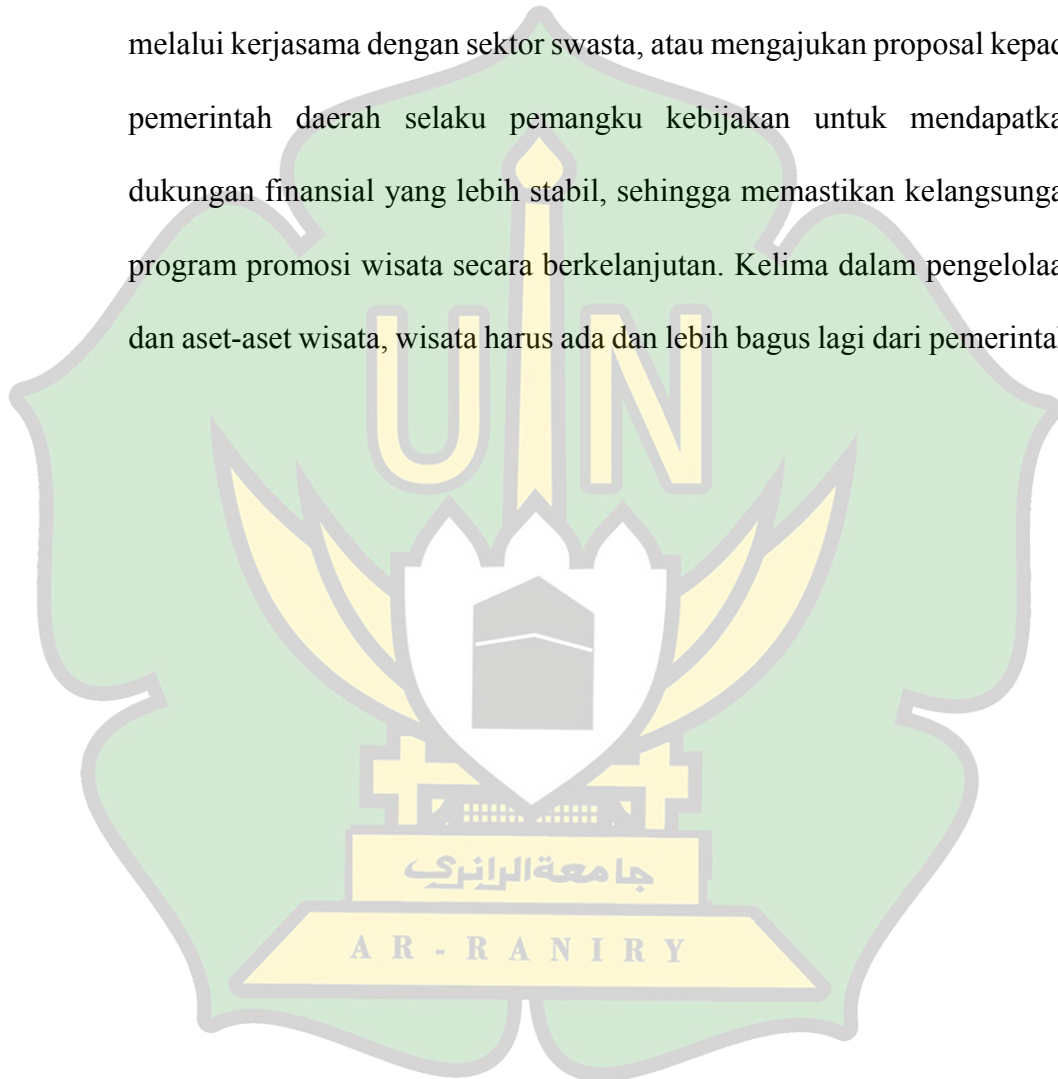 melalui kerjasama dengan sektor swasta, atau mengajukan proposal kepad
pemerintah daerah selaku pemangku kebijakan untuk mendapatka
dukungan finansial yang lebih stabil, sehingga memastikan kelangsunga
program promosi wisata secara berkelanjutan. Kelima dalam pengelolaa
dan aset-aset wisata, wisata harus ada dan lebih bagus lagi dari pemerintal
UIN
جامعة الرانري
AR-RANIRY